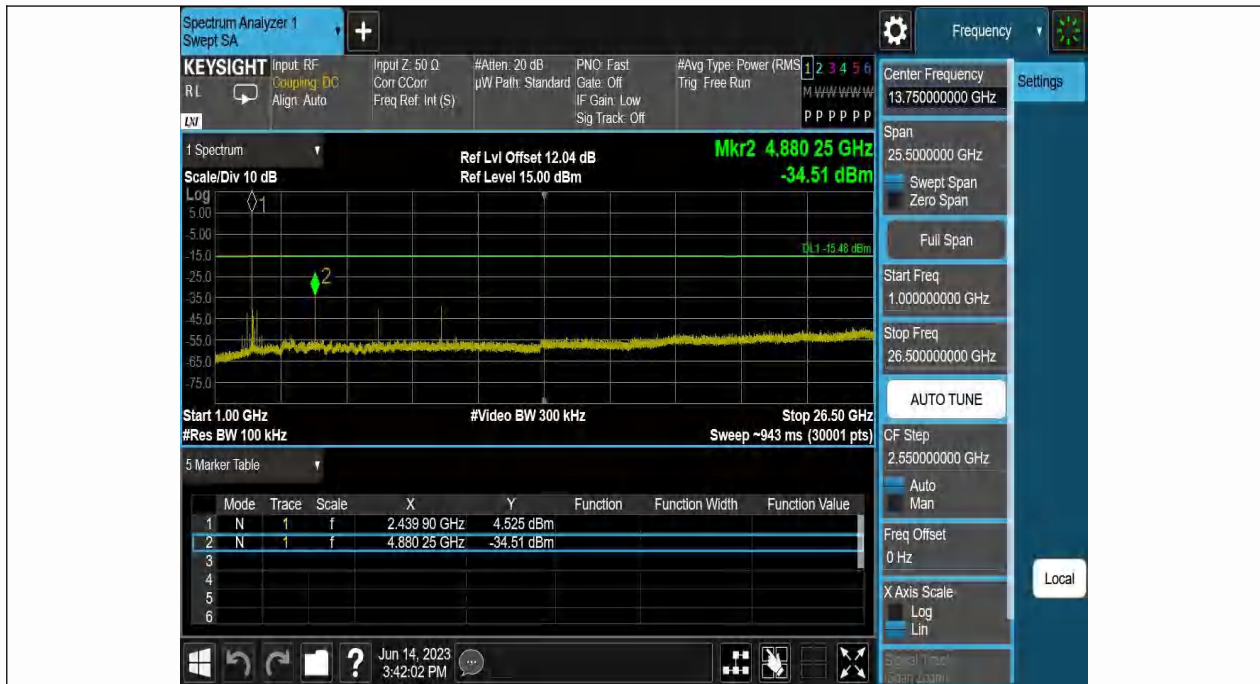 Spectrum Analyzer 1
Swept SA
Frequency
KEYSIGHT
Input: RF
Coupling: DC
Align: Auto
Input Z: 50 Ω
Corr CCorr
Freq Ref: Int (S)
#Atten: 20 dB
µW Path: Standard
PNO: Fast
Gate: Off
IF Gain: Low
Sig Track: Off
#Avg Type: Power (RMS
Trig: Free Run
1 2 3 4 5 6
M W W W W W
P P P P P P
R L
LXI
1 Spectrum
Scale/Div 10 dB
Ref Lvl Offset 12.04 dB
Ref Level 15.00 dBm
Mkr2 4.880 25 GHz
-34.51 dBm
Log
5.00
-5.00
-15.0
-25.0
-35.0
-45.0
-55.0
-65.0
-75.0
1
2
DL1 -15.48 dBm
Start 1.00 GHz
#Res BW 100 kHz
#Video BW 300 kHz
Stop 26.50 GHz
Sweep ~943 ms (30001 pts)
5 Marker Table
Mode Trace Scale X Y Function Function Width Function Value
1 N 1 f 2.439 90 GHz 4.525 dBm
2 N 1 f 4.880 25 GHz -34.51 dBm
3
4
5
6
Jun 14, 2023
3:42:02 PM
Center Frequency
13.750000000 GHz
Settings
Span
25.5000000 GHz
Swept Span
Zero Span
Full Span
Start Freq
1.000000000 GHz
Stop Freq
26.500000000 GHz
AUTO TUNE
CF Step
2.550000000 GHz
Auto
Man
Freq Offset
0 Hz
X Axis Scale
Log
Lin
Local